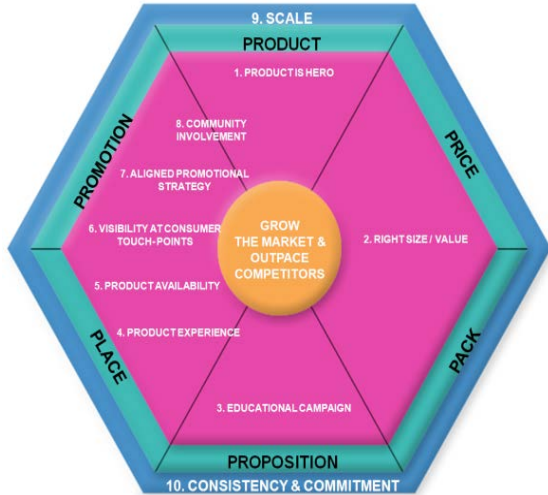 9. SCALE
PRODUCT
1. PRODUCT IS HERO
PROMOTION
PRICE
8. COMMUNITY
INVOLVEMENT
7. ALIGNED PROMOTIONAL
STRATEGY
6. VISIBILITY AT CONSUMER
TOUCH-POINTS
GROW
THE MARKET &
OUTPACE
COMPETITORS
2. RIGHT SIZE / VALUE
5. PRODUCT AVAILABILITY
4. PRODUCT EXPERIENCE
PLACE
PACK
3. EDUCATIONAL CAMPAIGN
PROPOSITION
10. CONSISTENCY & COMMITMENT